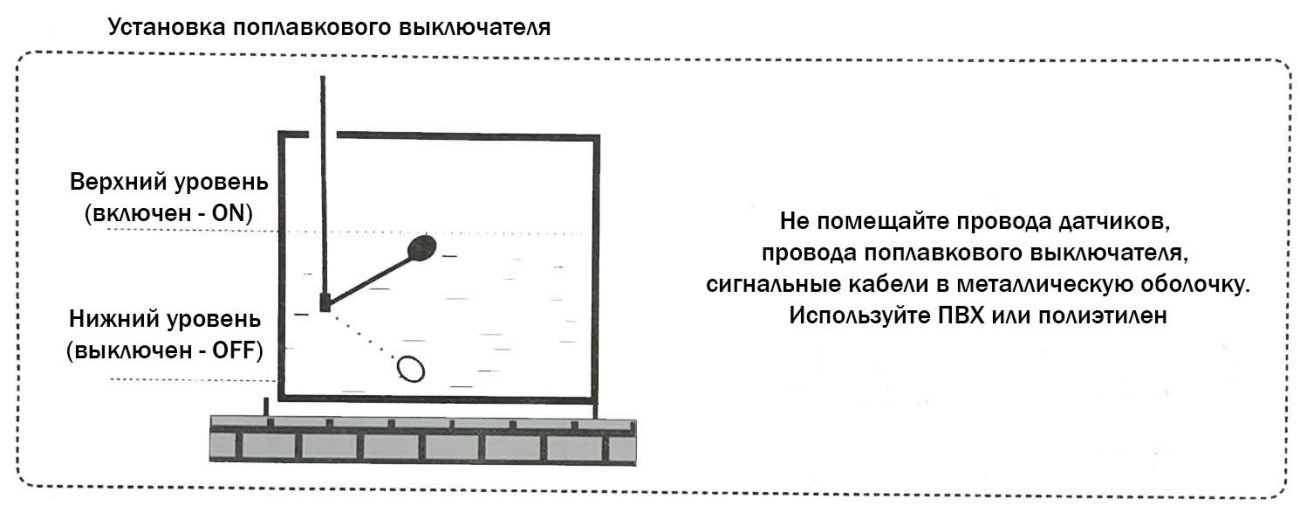 Установка поплавкового выключателя
Верхний уровень
(включен - ON)
Нижний уровень
(выключен - OFF)
Не помещайте провода датчиков,
провода поплавкового выключателя,
сигнальные кабели в металлическую оболочку.
Используйте ПВХ или полиэтилен